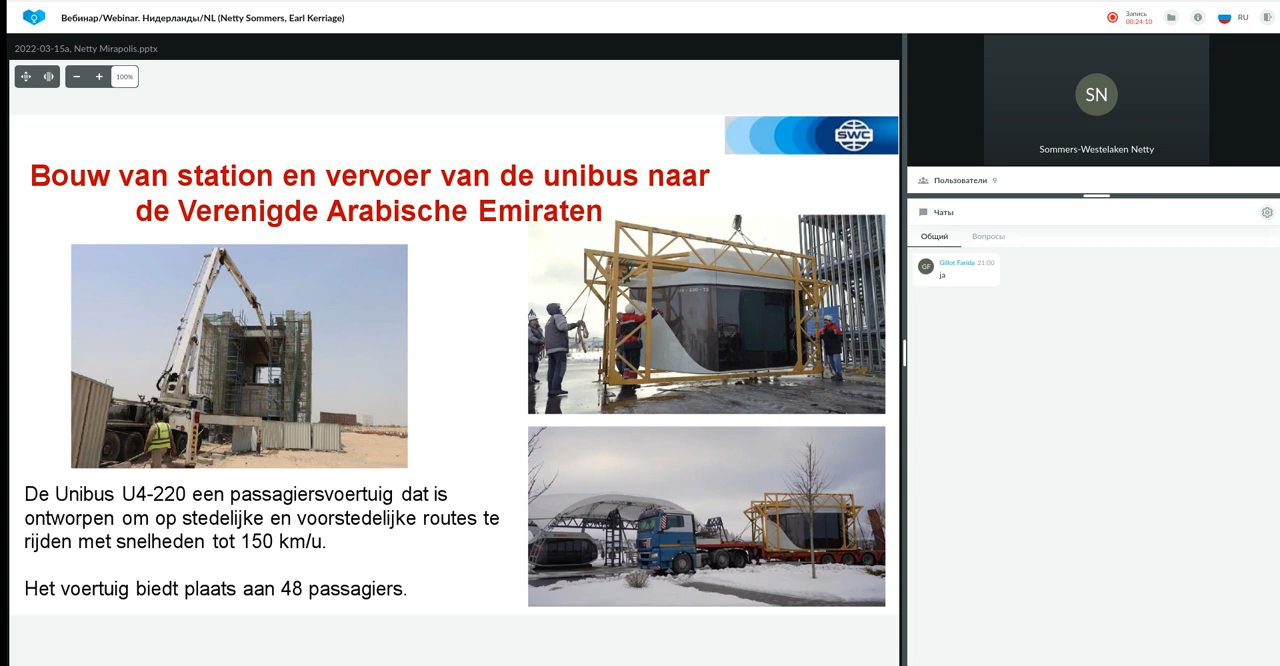 Вебинар/Webinar. Нидерланды/NL (Netty Sommers, Earl Kerriage)
Запись
00:24:10
RU
2022-03-15a, Netty Mirapolis.pptx
100%
SWC
Bouw van station en vervoer van de unibus naar
de Verenigde Arabische Emiraten
De Unibus U4-220 een passagiersvoertuig dat is
ontworpen om op stedelijke en voorstedelijke routes te
rijden met snelheden tot 150 km/u.
Het voertuig biedt plaats aan 48 passagiers.
SN
Sommers-Westelaken Netty
Пользователи 9
Чаты
Общий Вопросы
GF
Gillot Farida 21:00
ja